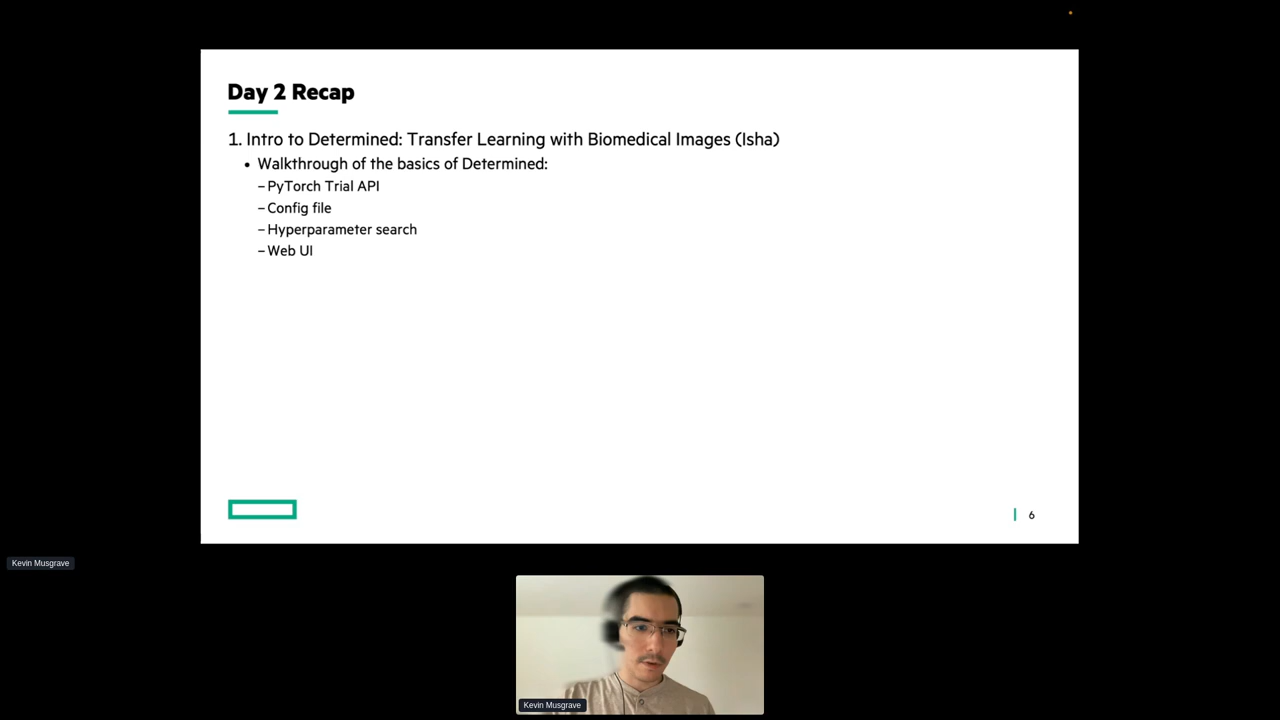 Day 2 Recap
1. Intro to Determined: Transfer Learning with Biomedical Images (Isha)
• Walkthrough of the basics of Determined:
– PyTorch Trial API
– Config file
– Hyperparameter search
– Web UI
6
Kevin Musgrave
Kevin Musgrave